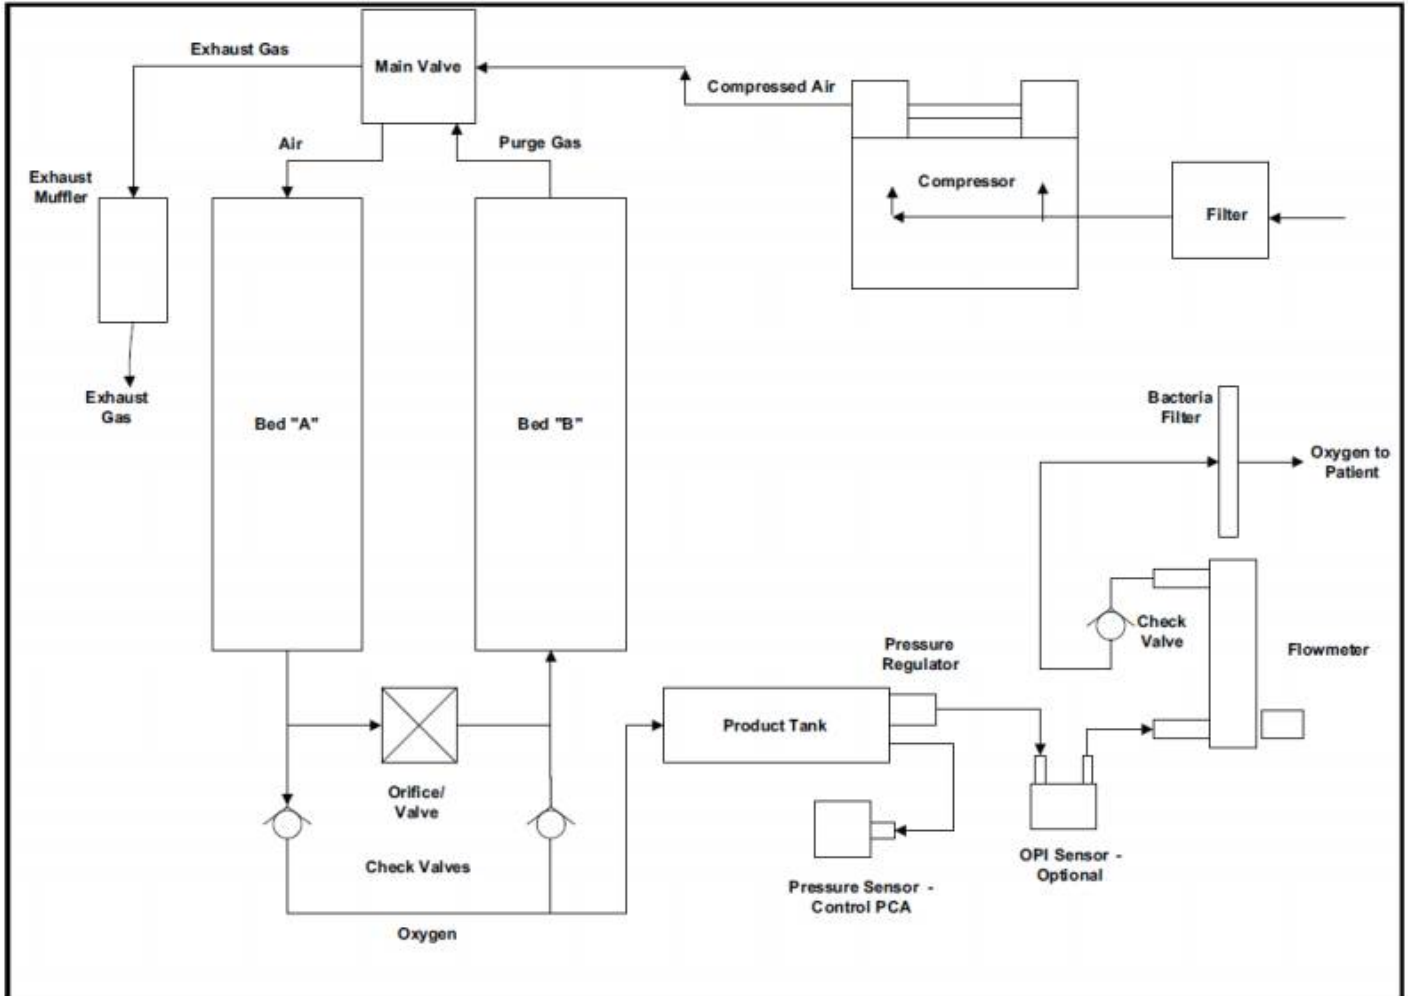 Exhaust Gas
Main Valve
Compressed Air
Air
Purge Gas
Exhaust
Muffler
Compressor
Filter
Exhaust
Gas
Bed "A"
Bed "B"
Bacteria
Filter
Oxygen to
Patient
Check
Valve
Flowmeter
Pressure
Regulator
Product Tank
Orifice/
Valve
Check Valves
OPI Sensor -
Optional
Pressure Sensor -
Control PCA
Oxygen